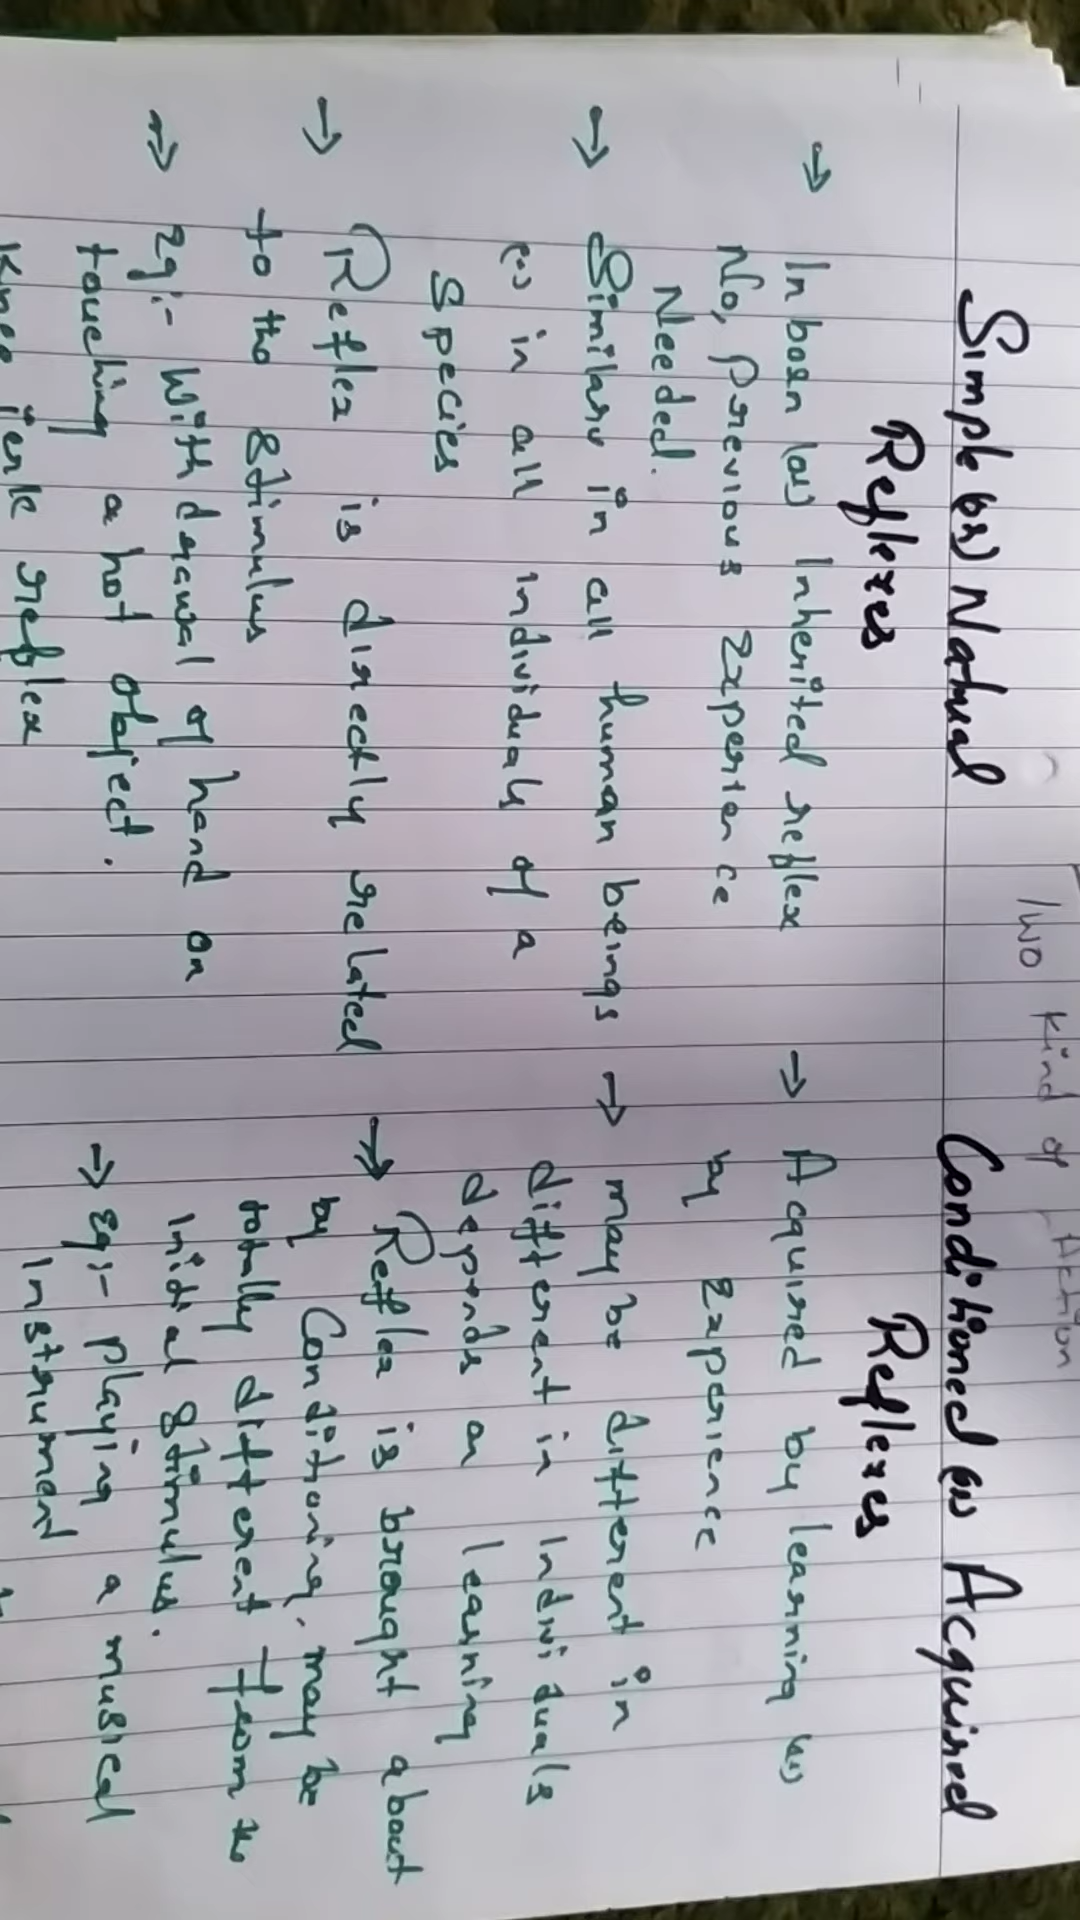 Two kind of Action
Simple (or) Natural
Reflexes
→ Inborn (or) Inherited reflex
No, Previous Experience
Needed.
→ Similar in all human beings
(or) in all individuals of a
Species
→ Reflex is directly related
to the stimulus
→ Eg:- Withdrawal of hand on
touching a hot object.
Knee jerk reflex
Conditioned (or) Acquired
Reflexes
→ Acquired by learning (or)
by Experience
→ may be different in
different in Individuals
depends on learning
→ Reflex is brought about
by Conditioning. may be
totally different from the
Initial stimulus.
→ Eg:- playing a musical
Instrument